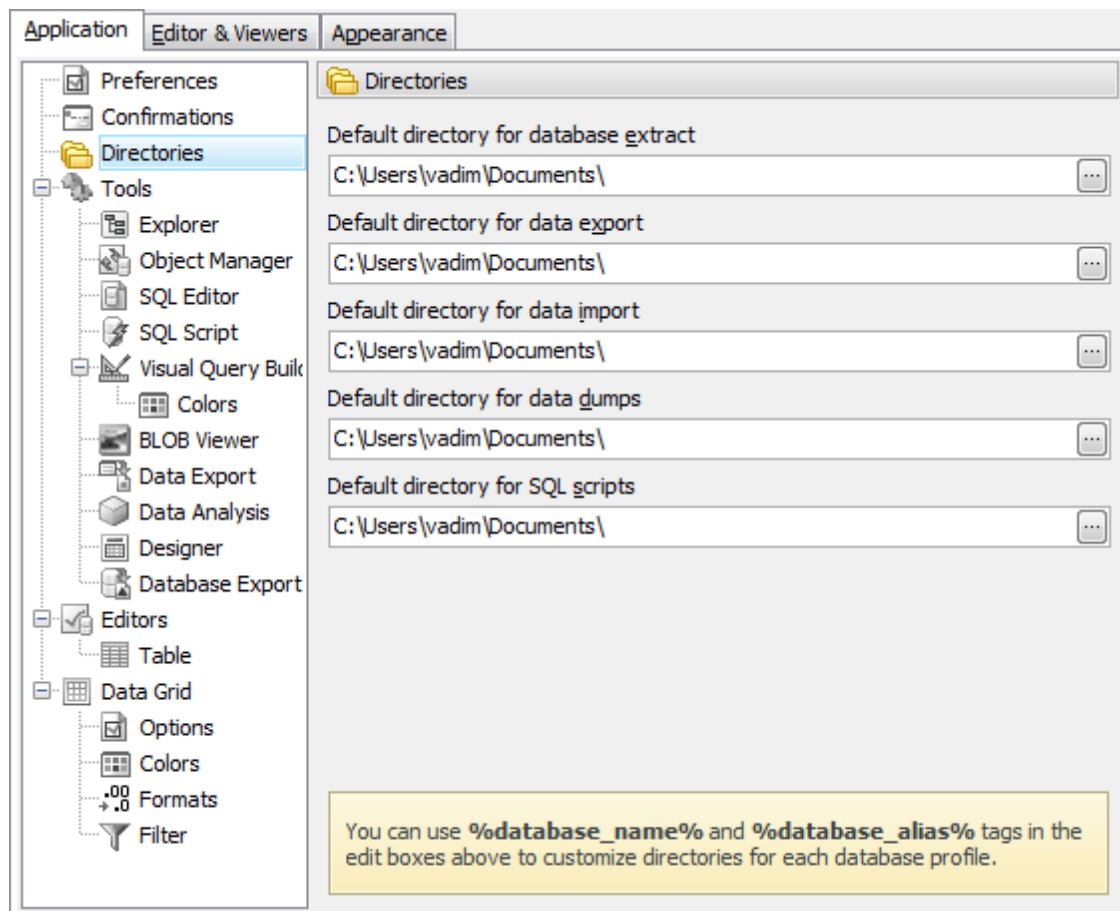 Application
Editor & Viewers
Appearance
Preferences
Confirmations
Directories
Tools
Explorer
Object Manager
SQL Editor
SQL Script
Visual Query Build
Colors
BLOB Viewer
Data Export
Data Analysis
Designer
Database Export
Editors
Table
Data Grid
Options
Colors
Formats
Filter
Directories
Default directory for database extract
C:\Users\vadim\Documents\
Default directory for data export
C:\Users\vadim\Documents\
Default directory for data import
C:\Users\vadim\Documents\
Default directory for data dumps
C:\Users\vadim\Documents\
Default directory for SQL scripts
C:\Users\vadim\Documents\
You can use %database_name% and %database_alias% tags in the
edit boxes above to customize directories for each database profile.